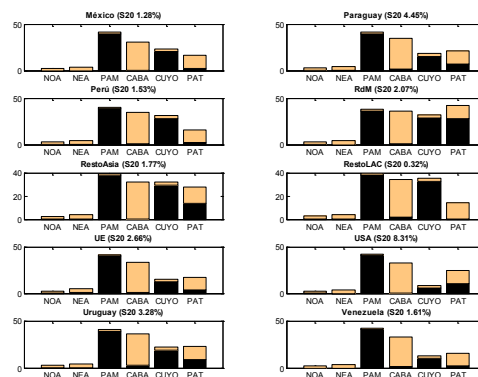 México (S20 1.28%)
50
0
NOA NEA PAM CABA CUYO PAT
Paraguay (S20 4.45%)
50
0
NOA NEA PAM CABA CUYO PAT
Perú (S20 1.53%)
50
0
NOA NEA PAM CABA CUYO PAT
RdM (S20 2.07%)
50
0
NOA NEA PAM CABA CUYO PAT
RestoAsia (S20 1.77%)
40
20
0
NOA NEA PAM CABA CUYO PAT
RestoLAC (S20 0.32%)
40
20
0
NOA NEA PAM CABA CUYO PAT
UE (S20 2.66%)
50
0
NOA NEA PAM CABA CUYO PAT
USA (S20 8.31%)
50
0
NOA NEA PAM CABA CUYO PAT
Uruguay (S20 3.28%)
50
0
NOA NEA PAM CABA CUYO PAT
Venezuela (S20 1.61%)
50
0
NOA NEA PAM CABA CUYO PAT